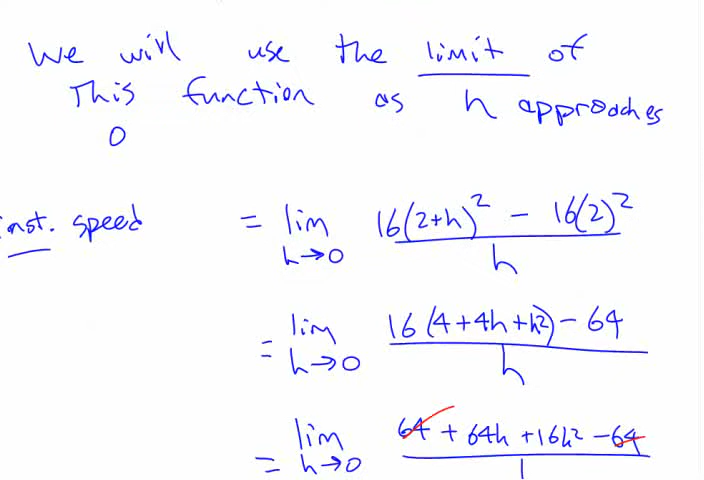 We will use the limit of
This function as h approaches
0
inst. speed = lim h→0 16(2+h)² - 16(2)² / h
= lim h→0 16(4+4h+h²) - 64 / h
= lim h→0 64 + 64h + 16h² - 64